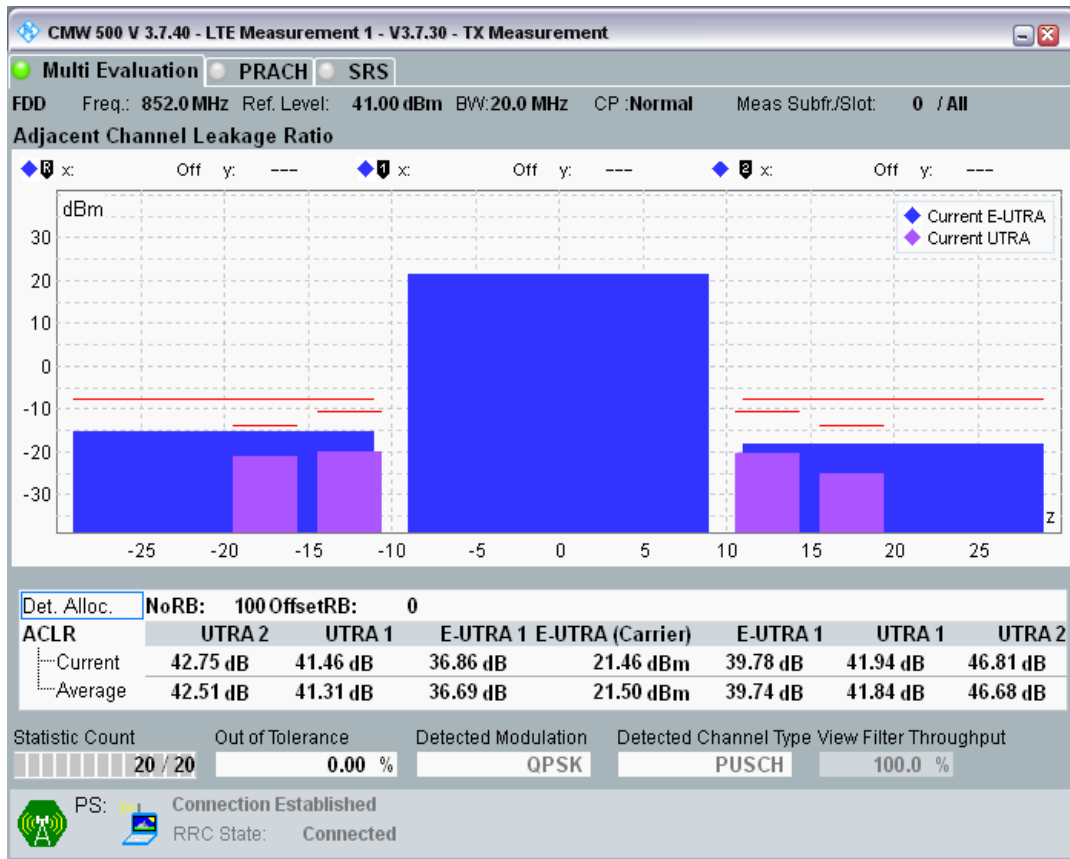 CMW 500 V 3.7.40 - LTE Measurement 1 - V3.7.30 - TX Measurement
Multi Evaluation PRACH SRS
FDD Freq.: 852.0 MHz Ref. Level: 41.00 dBm BW:20.0 MHz CP :Normal Meas Subfr./Slot: 0 / All
Adjacent Channel Leakage Ratio
R x: Off y: --- 1 x: Off y: --- 2 x: Off y: ---
dBm
Current E-UTRA
Current UTRA
30
20
10
0
-10
-20
-30
z
-25 -20 -15 -10 -5 0 5 10 15 20 25
Det. Alloc. NoRB: 100 OffsetRB: 0
ACLR UTRA 2 UTRA 1 E-UTRA 1 E-UTRA (Carrier) E-UTRA 1 UTRA 1 UTRA 2
Current 42.75 dB 41.46 dB 36.86 dB 21.46 dBm 39.78 dB 41.94 dB 46.81 dB
Average 42.51 dB 41.31 dB 36.69 dB 21.50 dBm 39.74 dB 41.84 dB 46.68 dB
Statistic Count Out of Tolerance Detected Modulation Detected Channel Type View Filter Throughput
20 / 20 0.00 % QPSK PUSCH 100.0 %
PS: Connection Established
RRC State: Connected